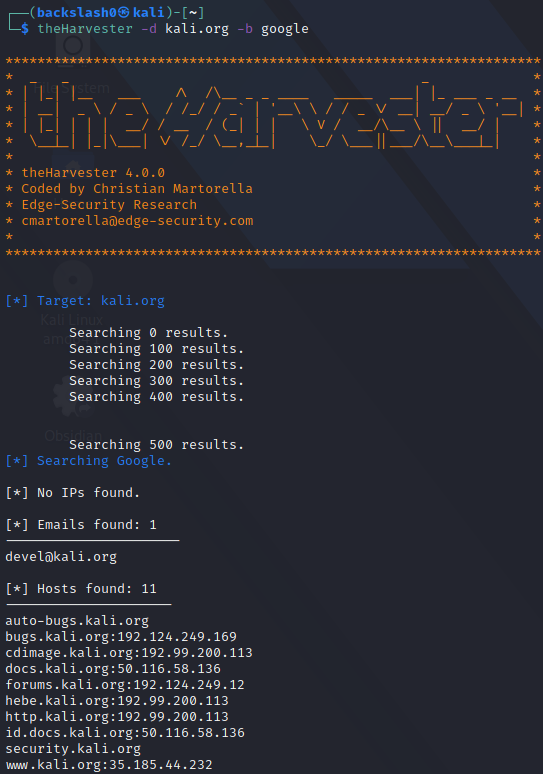 (backslash0㉿kali)-[~]
$ theHarvester -d kali.org -b google
*******************************************************************
* theHarvester 4.0.0 *
* Coded by Christian Martorella *
* Edge-Security Research *
* cmartorella@edge-security.com *
* *
*******************************************************************
[*] Target: kali.org
Searching 0 results.
Searching 100 results.
Searching 200 results.
Searching 300 results.
Searching 400 results.
Searching 500 results.
[*] Searching Google.
[*] No IPs found.
[*] Emails found: 1
----------------------
devel@kali.org
[*] Hosts found: 11
---------------------
auto-bugs.kali.org
bugs.kali.org:192.124.249.169
cdimage.kali.org:192.99.200.113
docs.kali.org:50.116.58.136
forums.kali.org:192.124.249.12
hebe.kali.org:192.99.200.113
http.kali.org:192.99.200.113
id.docs.kali.org:50.116.58.136
security.kali.org
www.kali.org:35.185.44.232